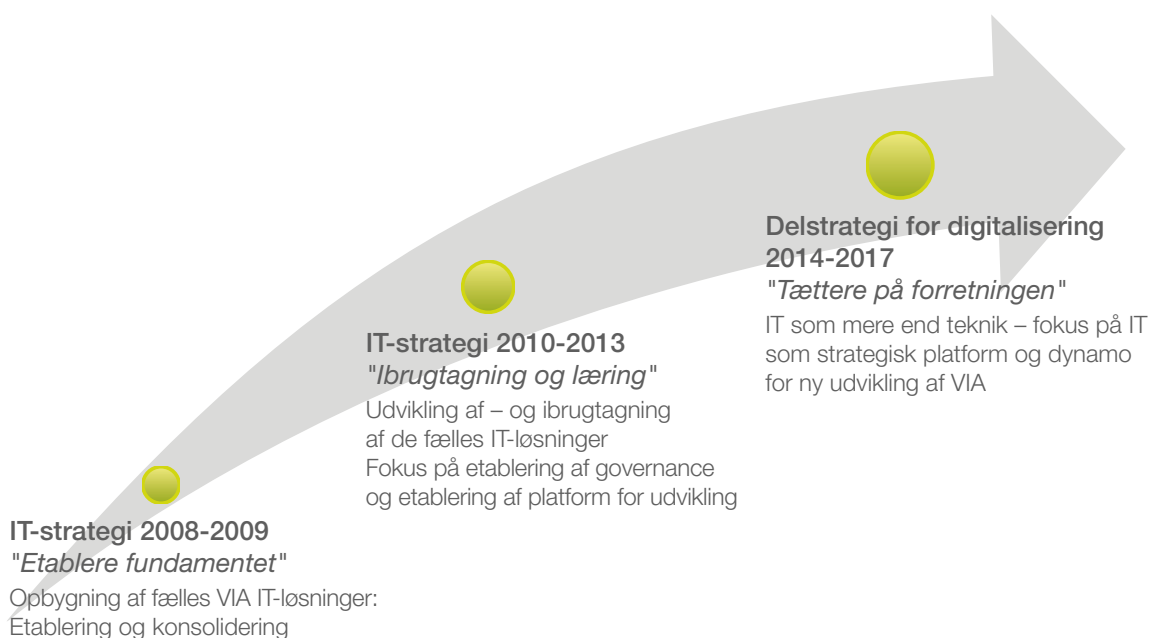 IT-strategi 2008-2009
"Etablere fundamentet"
Opbygning af fælles VIA IT-løsninger:
Etablering og konsolidering
IT-strategi 2010-2013
"Ibrugtagning og læring"
Udvikling af – og ibrugtagning
af de fælles IT-løsninger
Fokus på etablering af governance
og etablering af platform for udvikling
Delstrategi for digitalisering
2014-2017
"Tættere på forretningen"
IT som mere end teknik – fokus på IT
som strategisk platform og dynamo
for ny udvikling af VIA